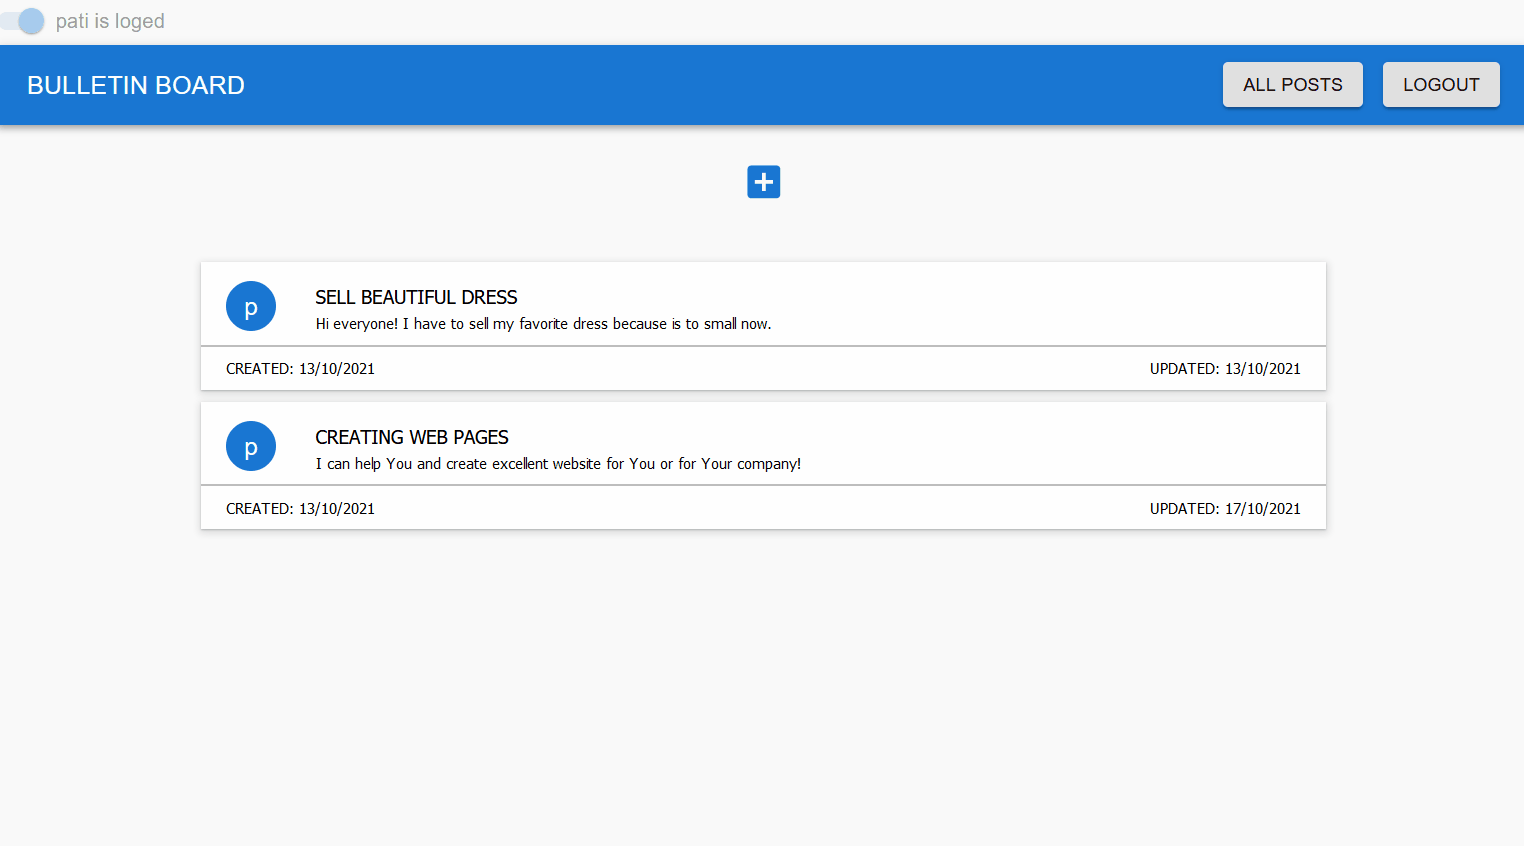 pati is loged
BULLETIN BOARD
ALL POSTS
LOGOUT
p
SELL BEAUTIFUL DRESS
Hi everyone! I have to sell my favorite dress because is to small now.
CREATED: 13/10/2021
UPDATED: 13/10/2021
p
CREATING WEB PAGES
I can help You and create excellent website for You or for Your company!
CREATED: 13/10/2021
UPDATED: 17/10/2021